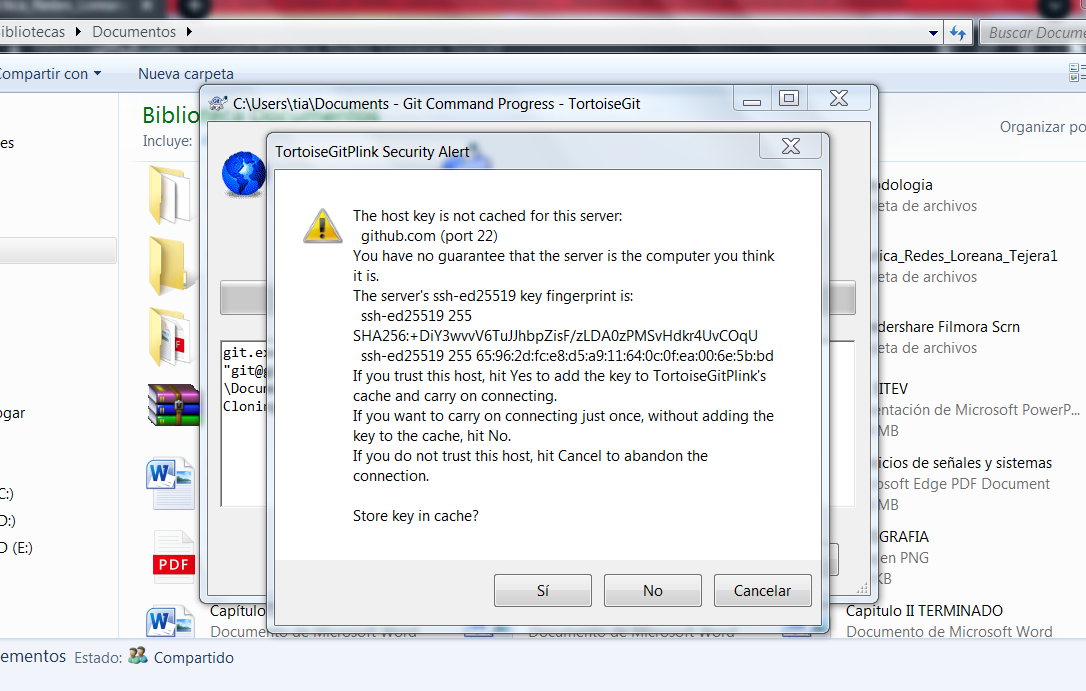 ibliotecas ▸ Documentos ▸
Buscar Docume
ompartir con
Nueva carpeta
Biblio
Incluye:
Organizar po
es
ogar
C:)
D:)
D (E:)
C:\Users\tia\Documents - Git Command Progress - TortoiseGit
git.ex
"git@g
\Docum
Clonin
TortoiseGitPlink Security Alert
The host key is not cached for this server:
github.com (port 22)
You have no guarantee that the server is the computer you think
it is.
The server's ssh-ed25519 key fingerprint is:
ssh-ed25519 255
SHA256:+DiY3wvvV6TuJJhbpZisF/zLDA0zPMSvHdkr4UvCOqU
ssh-ed25519 255 65:96:2d:fc:e8:d5:a9:11:64:0c:0f:ea:00:6e:5b:bd
If you trust this host, hit Yes to add the key to TortoiseGitPlink's
cache and carry on connecting.
If you want to carry on connecting just once, without adding the
key to the cache, hit No.
If you do not trust this host, hit Cancel to abandon the
connection.
Store key in cache?
Sí
No
Cancelar
odologia
eta de archivos
ica_Redes_Loreana_Tejera1
eta de archivos
dershare Filmora Scrn
eta de archivos
ITEV
entación de Microsoft PowerP...
MB
icios de señales y sistemas
osoft Edge PDF Document
MB
GRAFIA
en PNG
KB
PDF
Capítulo
Documento de Microsoft Word
Documento de Microsoft Word
Capitulo II TERMINADO
Documento de Microsoft Word
ementos
Estado:
Compartido